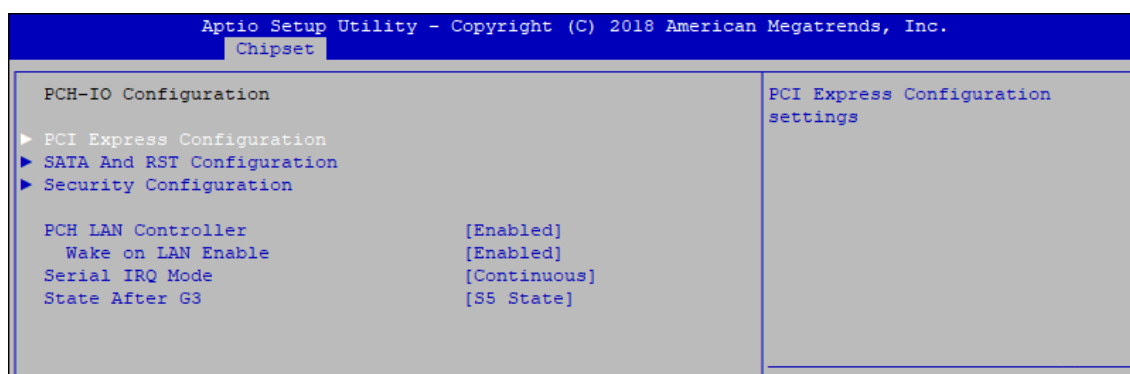 Aptio Setup Utility - Copyright (C) 2018 American Megatrends, Inc.
Chipset
PCH-IO Configuration
► PCI Express Configuration
► SATA And RST Configuration
► Security Configuration
PCH LAN Controller [Enabled]
Wake on LAN Enable [Enabled]
Serial IRQ Mode [Continuous]
State After G3 [S5 State]
PCI Express Configuration
settings